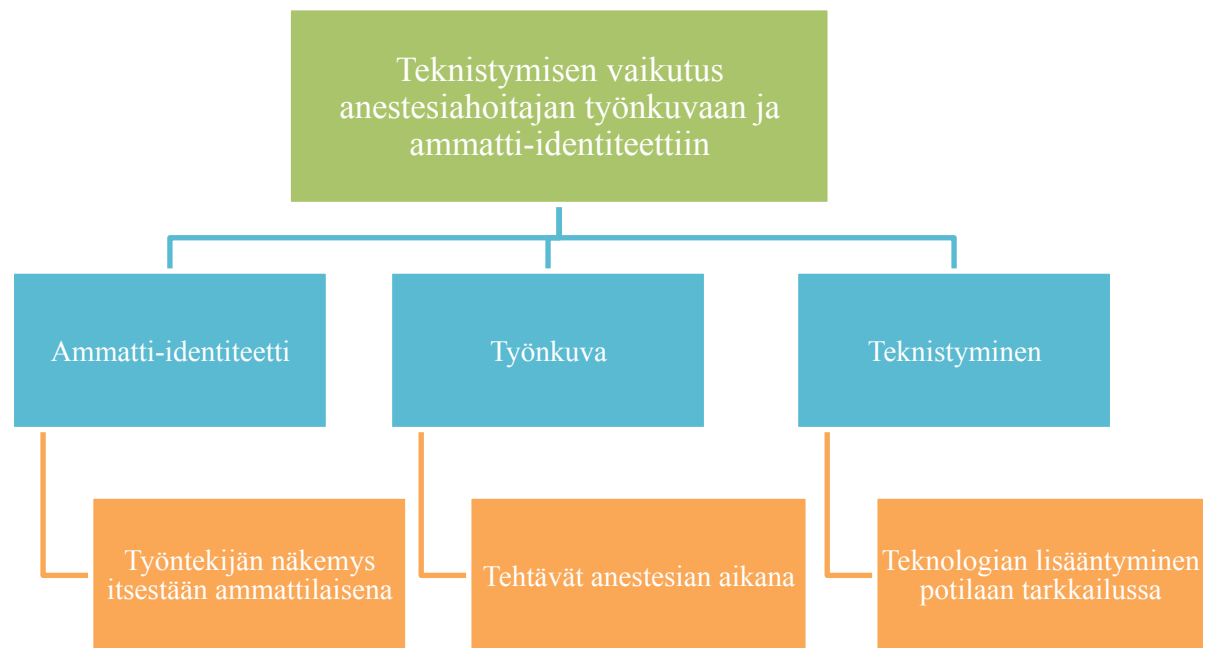 Teknistymisen vaikutus
anestesiahoitajan työnkuvaan ja
ammatti-identiteettiin
Ammatti-identiteetti
Työnkuva
Teknistyminen
Työntekijän näkemys
itsestään ammattilaisena
Tehtävät anestesian aikana
Teknologian lisääntyminen
potilaan tarkkailussa